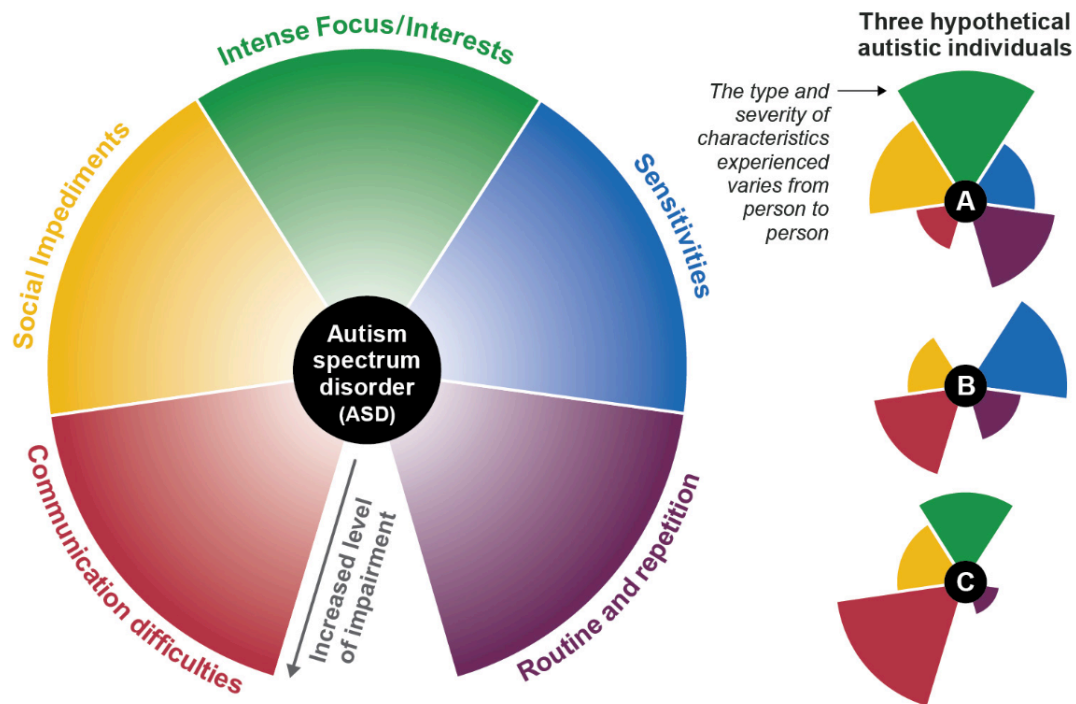 Intense Focus/Interests
Social Impediments
Sensitivities
Autism
spectrum
disorder
(ASD)
Communication difficulties
Increased level
of impairment
Routine and repetition
Three hypothetical
autistic individuals
The type and
severity of
characteristics
experienced
varies from
person to
person
A
B
C